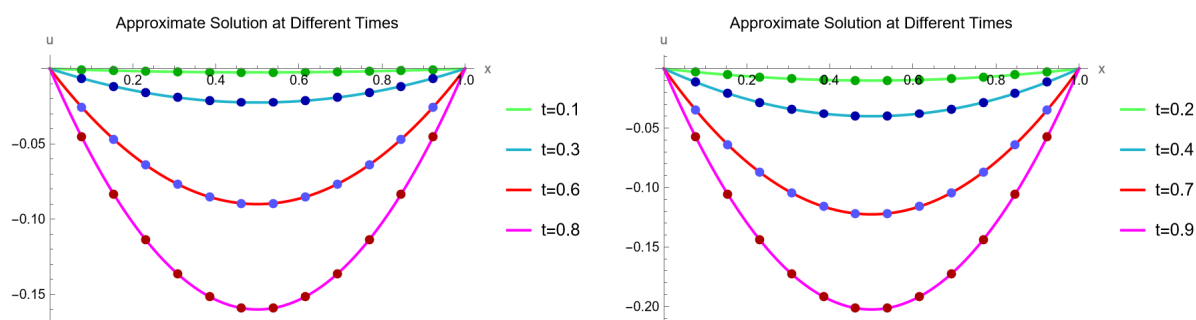 Approximate Solution at Different Times
u
x
0.2
0.4
0.6
0.8
1.0
-0.05
-0.10
-0.15
t=0.1
t=0.3
t=0.6
t=0.8
Approximate Solution at Different Times
u
x
0.2
0.4
0.6
0.8
1.0
-0.05
-0.10
-0.15
-0.20
t=0.2
t=0.4
t=0.7
t=0.9